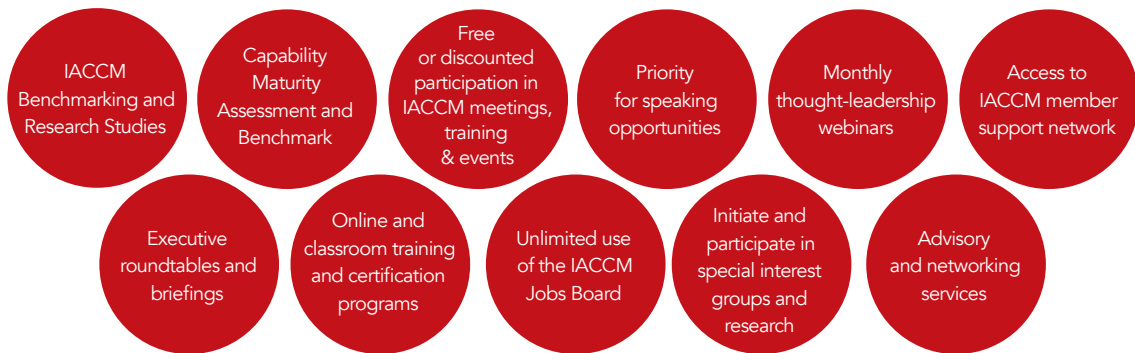 IACCM
Benchmarking and
Research Studies
Capability
Maturity
Assessment and
Benchmark
Free
or discounted
participation in
IACCM meetings,
training
& events
Priority
for speaking
opportunities
Monthly
thought-leadership
webinars
Access to
IACCM member
support network
Executive
roundtables and
briefings
Online and
classroom training
and certification
programs
Unlimited use
of the IACCM
Jobs Board
Initiate and
participate in
special interest
groups and
research
Advisory
and networking
services